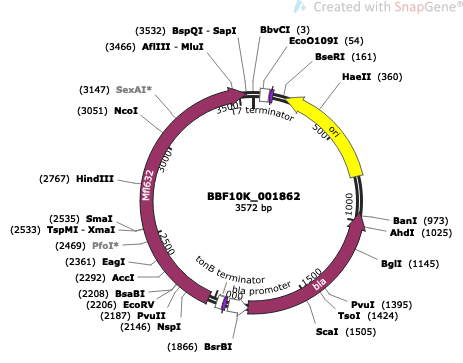 Created with SnapGene®
(3532) BspQI - SapI
(3466) AflIII - MluI
BbvCI (3)
EcoO109I (54)
BseRI (161)
HaeII (360)
(3147) SexAI*
(3051) NcoI
3500
T7 terminator
500
ori
3000
Mfl632
(2767) HindIII
BBF10K_001862
3572 bp
1000
BanI (973)
AhdI (1025)
(2535) SmaI
(2533) TspMI - XmaI
(2469) PfoI*
2500
(2361) EagI
(2292) AccI
BglI (1145)
tonB terminator
bla promoter
1500
bla
(2208) BsaBI
(2206) EcoRV
(2187) PvuII
(2146) NspI
PvuI (1395)
TsoI (1424)
ScaI (1505)
(1866) BsrBI